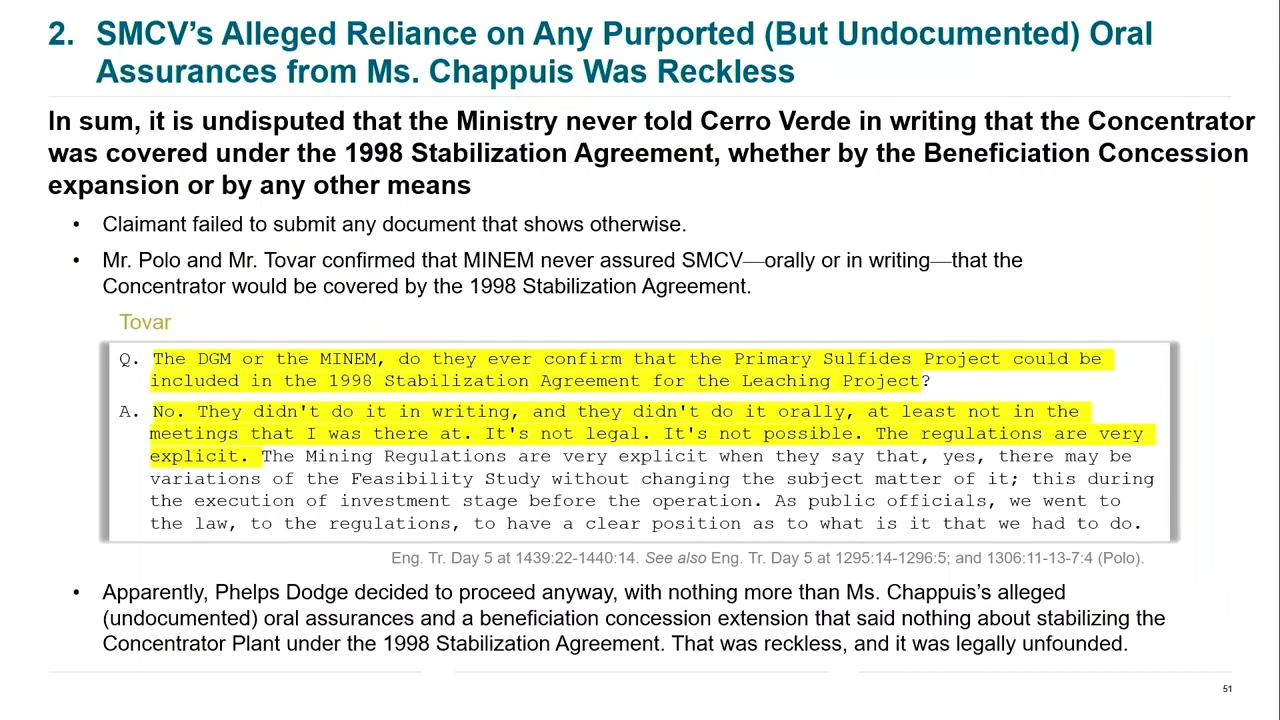 2. SMCV's Alleged Reliance on Any Purported (But Undocumented) Oral
Assurances from Ms. Chappuis Was Reckless
In sum, it is undisputed that the Ministry never told Cerro Verde in writing that the Concentrator
was covered under the 1998 Stabilization Agreement, whether by the Beneficiation Concession
expansion or by any other means
• Claimant failed to submit any document that shows otherwise.
• Mr. Polo and Mr. Tovar confirmed that MINEM never assured SMCV—orally or in writing—that the
Concentrator would be covered by the 1998 Stabilization Agreement.
Tovar
Q. The DGM or the MINEM, do they ever confirm that the Primary Sulfides Project could be
included in the 1998 Stabilization Agreement for the Leaching Project?
A. No. They didn't do it in writing, and they didn't do it orally, at least not in the
meetings that I was there at. It's not legal. It's not possible. The regulations are very
explicit. The Mining Regulations are very explicit when they say that, yes, there may be
variations of the Feasibility Study without changing the subject matter of it; this during
the execution of investment stage before the operation. As public officials, we went to
the law, to the regulations, to have a clear position as to what is it that we had to do.
Eng. Tr. Day 5 at 1439:22-1440:14. See also Eng. Tr. Day 5 at 1295:14-1296:5; and 1306:11-13-7:4 (Polo).
• Apparently, Phelps Dodge decided to proceed anyway, with nothing more than Ms. Chappuis's alleged
(undocumented) oral assurances and a beneficiation concession extension that said nothing about stabilizing the
Concentrator Plant under the 1998 Stabilization Agreement. That was reckless, and it was legally unfounded.
51